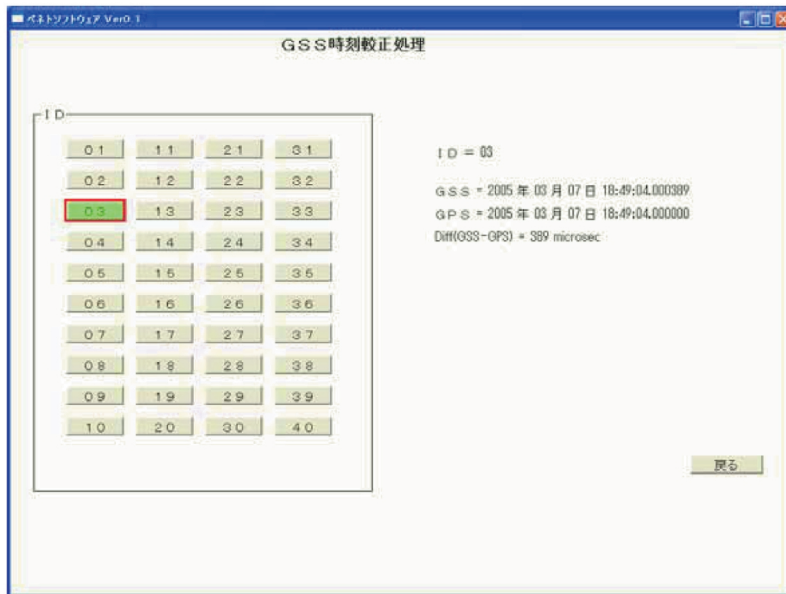 ペネトソフトウェア Ver0.1
GSS時刻較正処理
ID
01 11 21 31
02 12 22 32
03 13 23 33
04 14 24 34
05 15 25 35
06 16 26 36
07 17 27 37
08 18 28 38
09 19 29 39
10 20 30 40
ID = 03
GSS = 2005 年 03 月 07 日 18:49:04.000389
GPS = 2005 年 03 月 07 日 18:49:04.000000
Diff(GSS-GPS) = 389 microsec
戻る